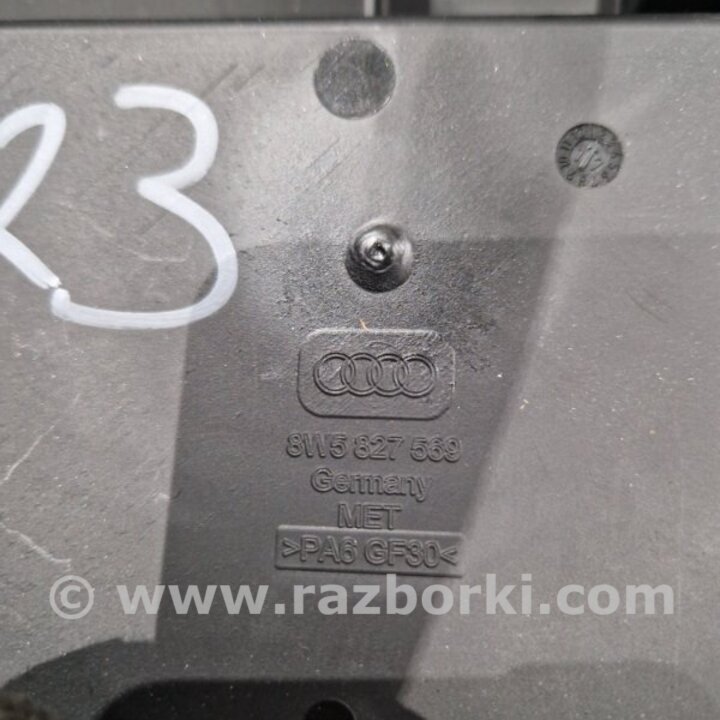 23
8W5 827 569
Germany
MET
>PA6 GF30<
© www.razborki.com